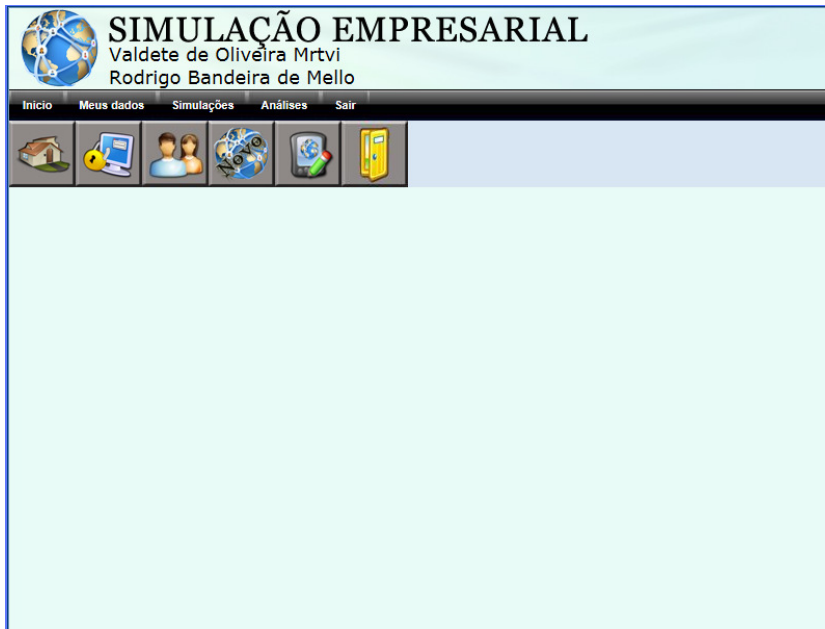 SIMULAÇÃO EMPRESARIAL
Valdete de Oliveira Mrtvi
Rodrigo Bandeira de Mello
Inicio Meus dados Simulações Análises Sair
Novo